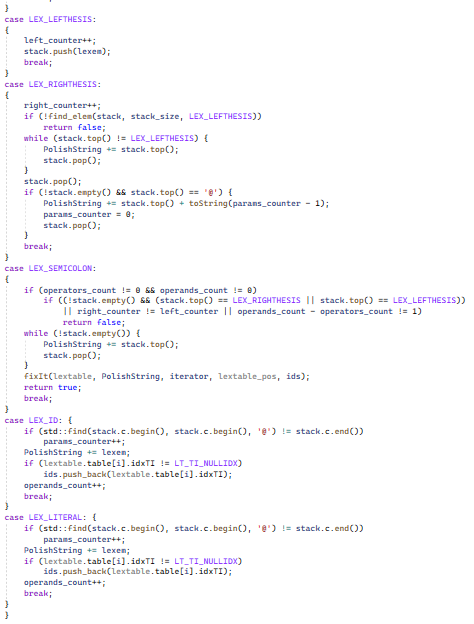 }
case LEX_LEFTHESIS:
{
    left_counter++;
    stack.push(lexem);
    break;
}
case LEX_RIGHTHESIS:
{
    right_counter++;
    if (!find_elem(stack, stack_size, LEX_LEFTHESIS))
        return false;
    while (stack.top() != LEX_LEFTHESIS) {
        PolishString += stack.top();
        stack.pop();
    }
    stack.pop();
    if (!stack.empty() && stack.top() == '@') {
        PolishString += stack.top() + toString(params_counter - 1);
        params_counter = 0;
        stack.pop();
    }
    break;
}
case LEX_SEMICOLON:
{
    if (operators_count != 0 && operands_count != 0)
        if ((!stack.empty() && (stack.top() == LEX_RIGHTHESIS || stack.top() == LEX_LEFTHESIS))
            || right_counter != left_counter || operands_count - operators_count != 1)
            return false;
    while (!stack.empty()) {
        PolishString += stack.top();
        stack.pop();
    }
    fixIt(lextable, PolishString, iterator, lextable_pos, ids);
    return true;
    break;
}
case LEX_ID: {
    if (std::find(stack.c.begin(), stack.c.begin(), '@') != stack.c.end())
        params_counter++;
    PolishString += lexem;
    if (lextable.table[i].idxTI != LT_TI_NULLIDX)
        ids.push_back(lextable.table[i].idxTI);
    operands_count++;
    break;
}
case LEX_LITERAL: {
    if (std::find(stack.c.begin(), stack.c.begin(), '@') != stack.c.end())
        params_counter++;
    PolishString += lexem;
    if (lextable.table[i].idxTI != LT_TI_NULLIDX)
        ids.push_back(lextable.table[i].idxTI);
    operands_count++;
    break;
}
}